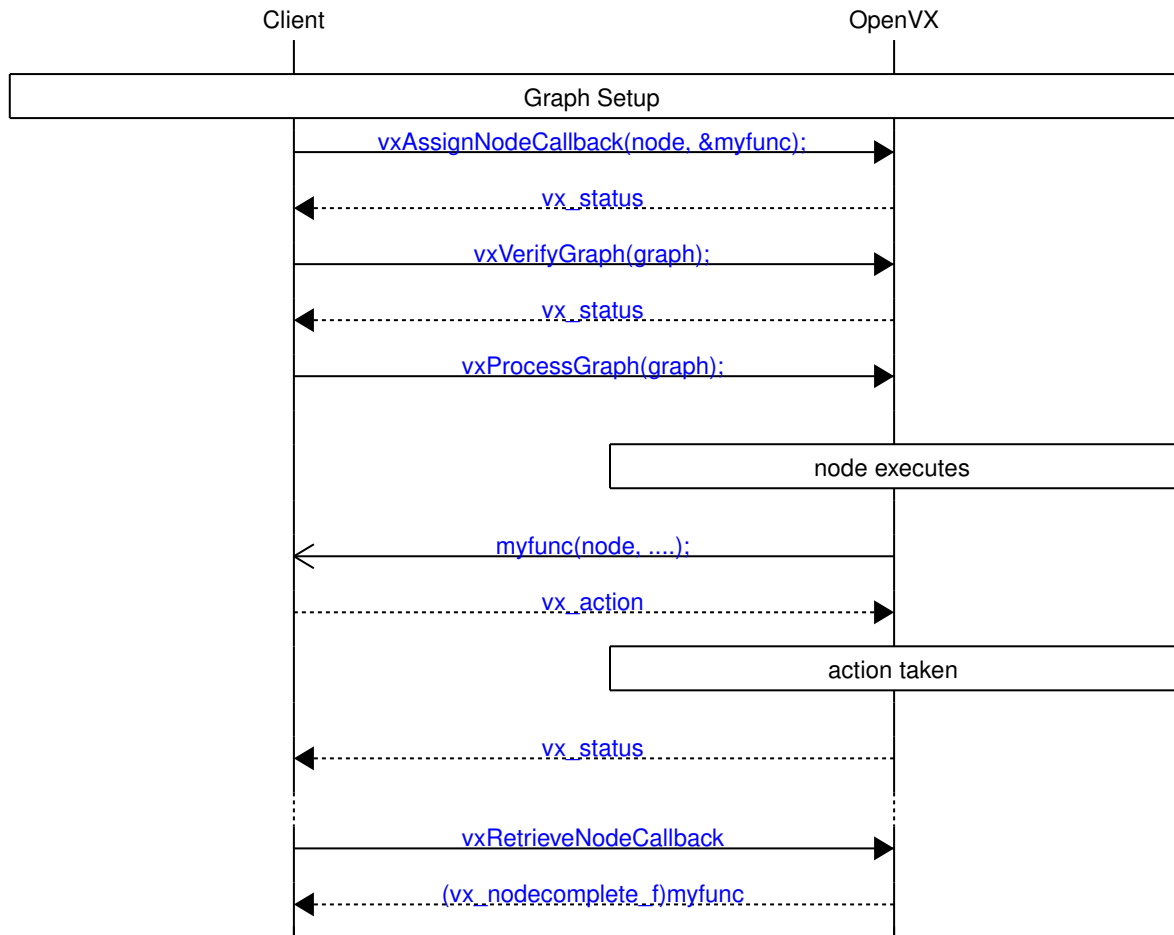 Client
OpenVX
Graph Setup
vxAssignNodeCallback(node, &myfunc);
vx_status
vxVerifyGraph(graph);
vx_status
vxProcessGraph(graph);
node executes
myfunc(node, ....);
vx_action
action taken
vx_status
vxRetrieveNodeCallback
(vx_nodecomplete_f)myfunc